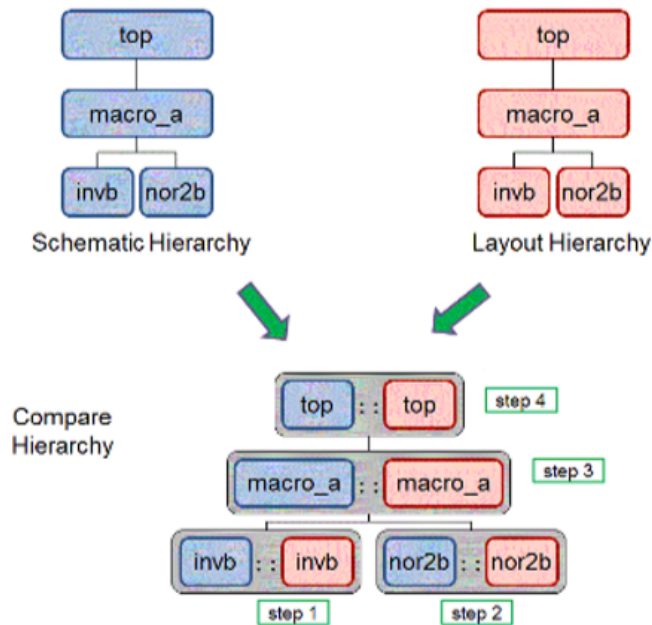 top
top
macro_a
macro_a
invb nor2b
invb nor2b
Schematic Hierarchy
Layout Hierarchy
Compare
Hierarchy
top :: top
step 4
macro_a :: macro_a
step 3
invb :: invb
nor2b :: nor2b
step 1
step 2